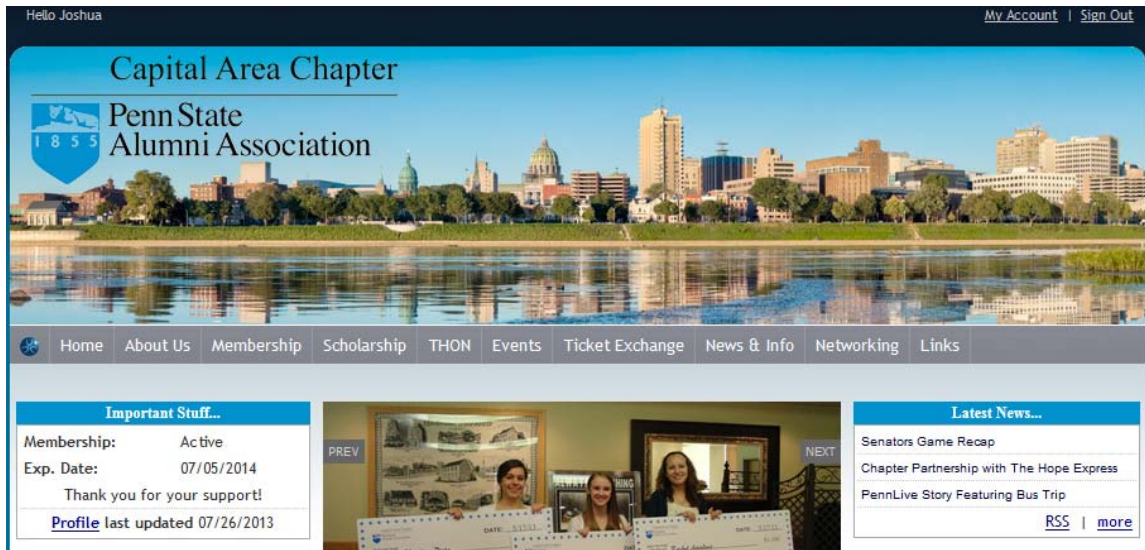 Hello Joshua
My Account | Sign Out
Capital Area Chapter
Penn State
Alumni Association
1855
Home About Us Membership Scholarship THON Events Ticket Exchange News & Info Networking Links
Important Stuff...
Membership: Active
Exp. Date: 07/05/2014
Thank you for your support!
Profile last updated 07/26/2013
PREV
NEXT
DATE:
DATE:
Latest News...
Senators Game Recap
Chapter Partnership with The Hope Express
PennLive Story Featuring Bus Trip
RSS | more